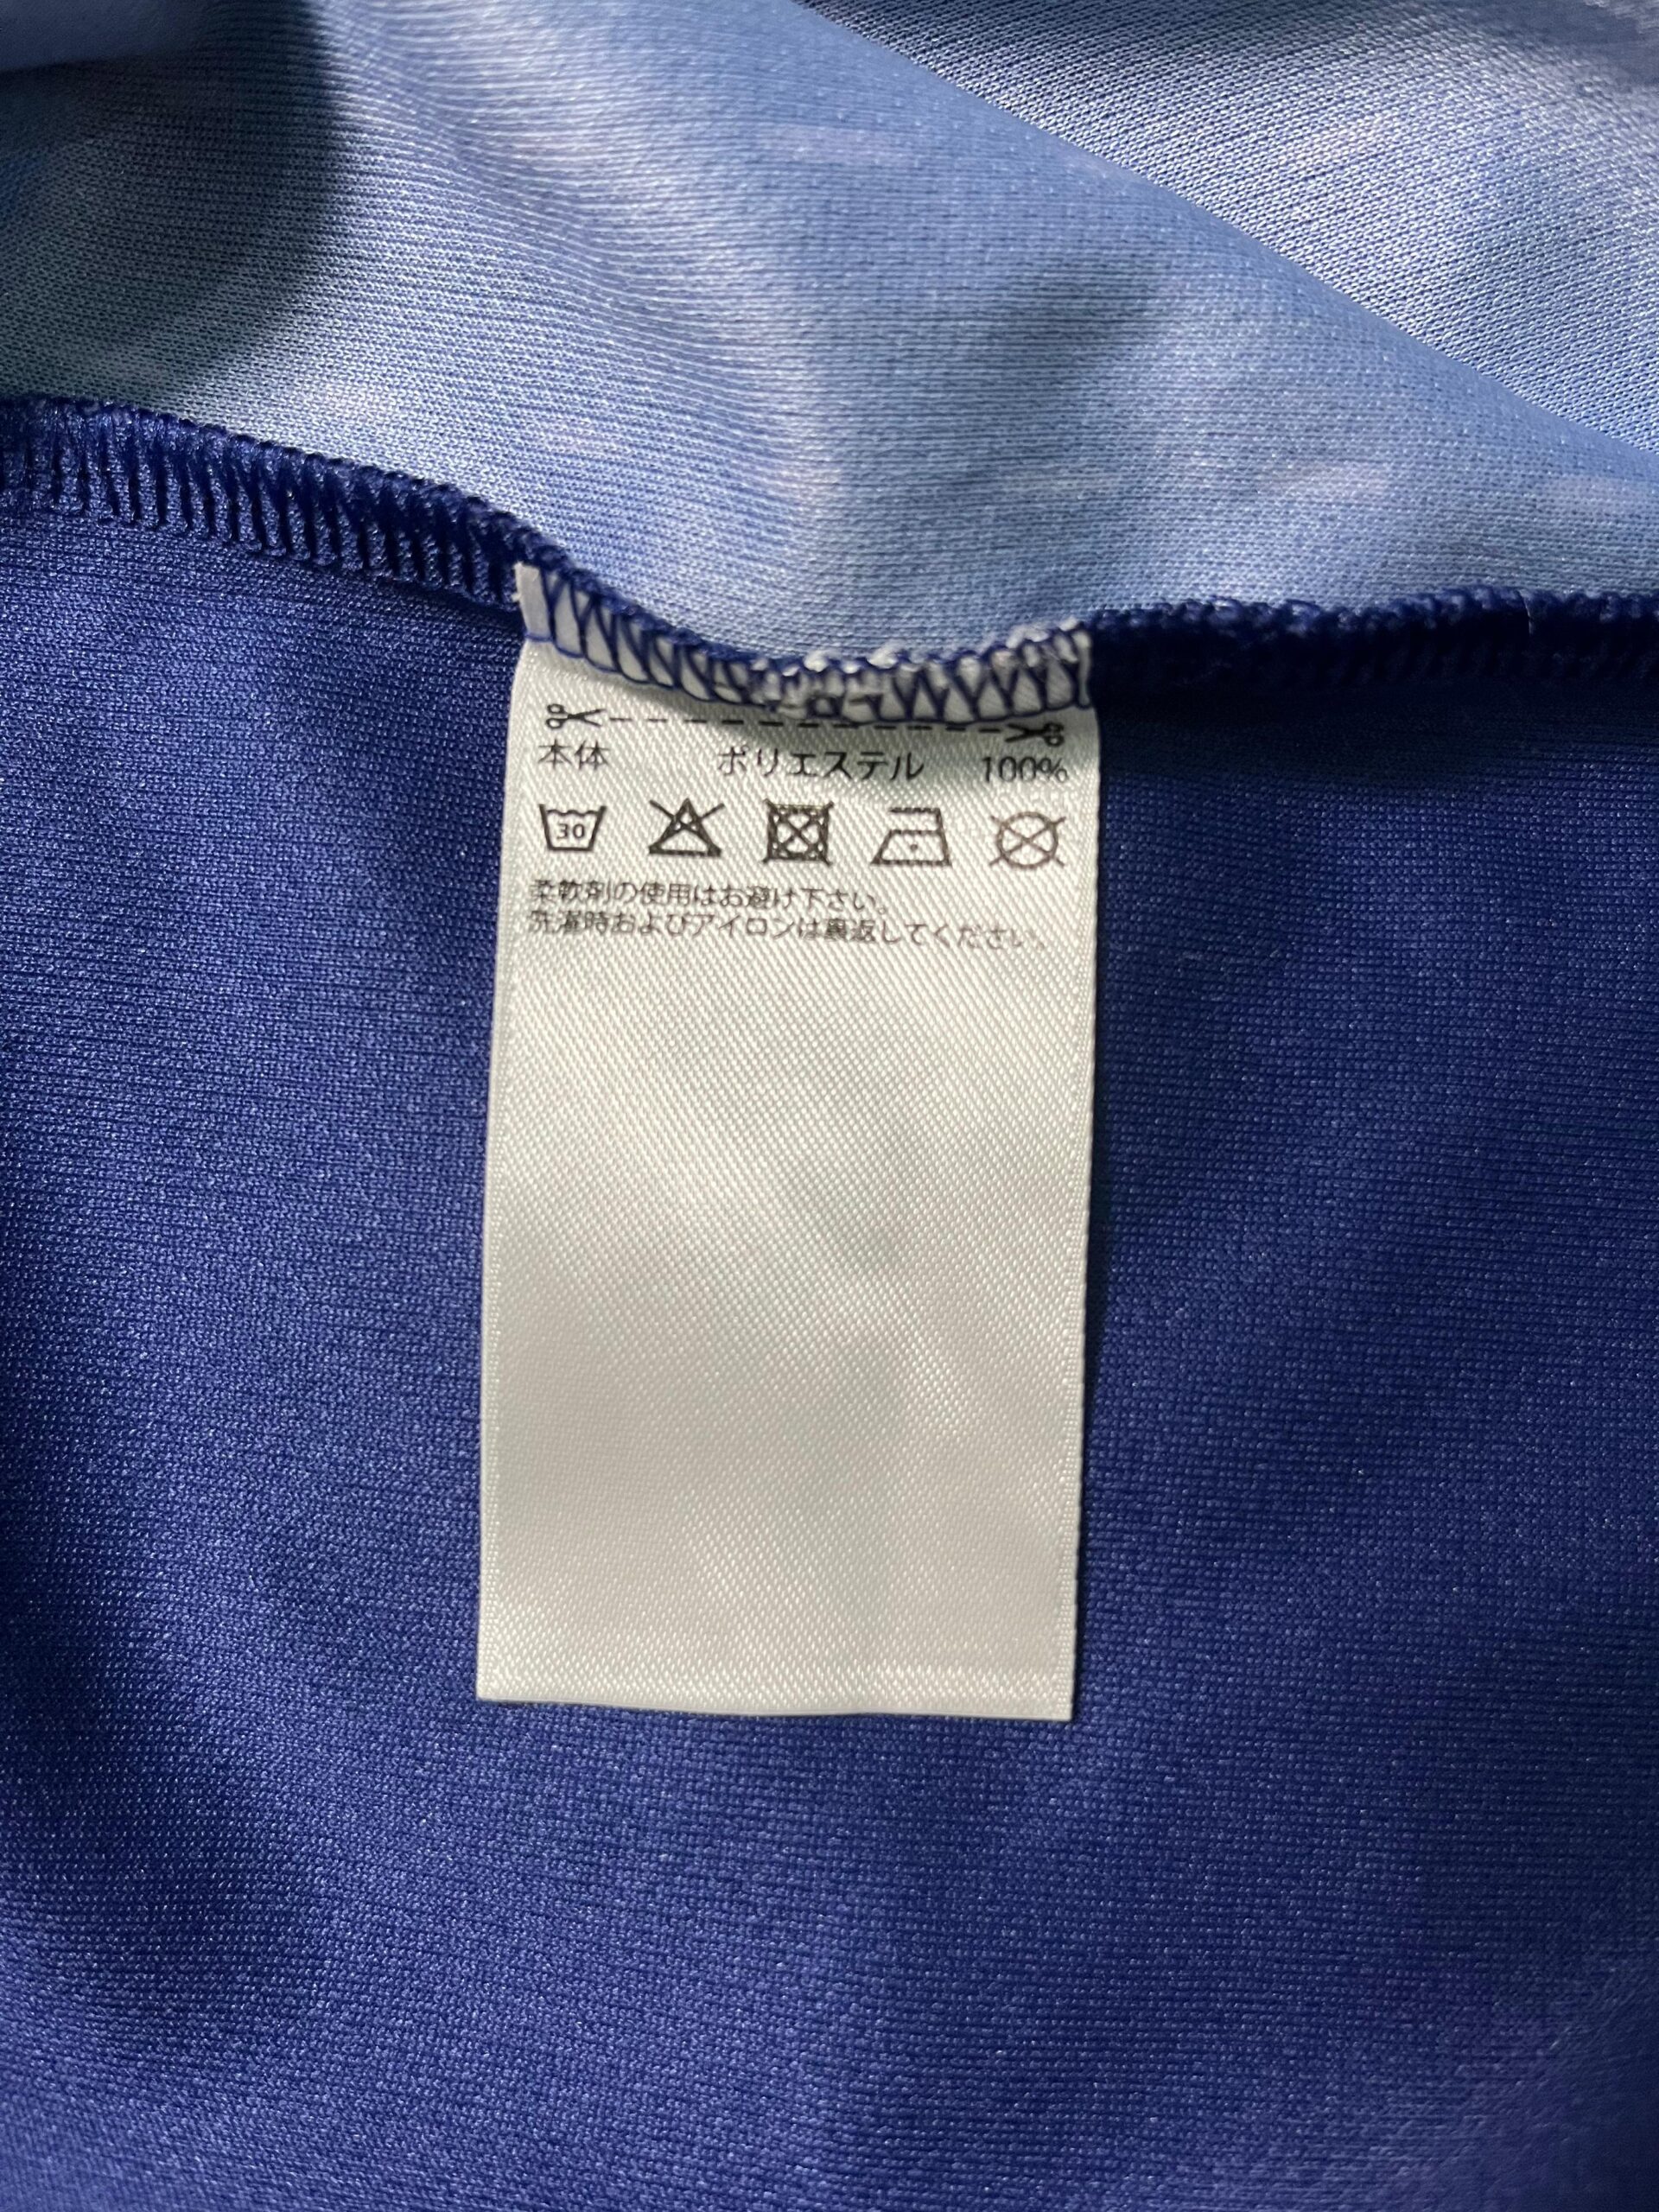 本体 ポリエステル 100%
30
柔軟剤の使用はお避け下さい。
洗濯時およびアイロンは裏返してください。